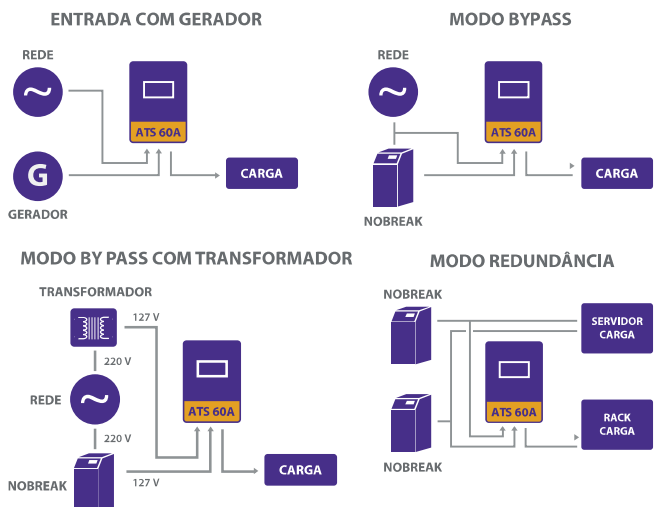 ENTRADA COM GERADOR
REDE
ATS 60A
G
GERADOR
CARGA
MODO BYPASS
REDE
ATS 60A
NOBREAK
CARGA
MODO BY PASS COM TRANSFORMADOR
TRANSFORMADOR
127 V
220 V
REDE
ATS 60A
220 V
NOBREAK
127 V
CARGA
MODO REDUNDÂNCIA
NOBREAK
SERVIDOR
CARGA
ATS 60A
RACK
CARGA
NOBREAK